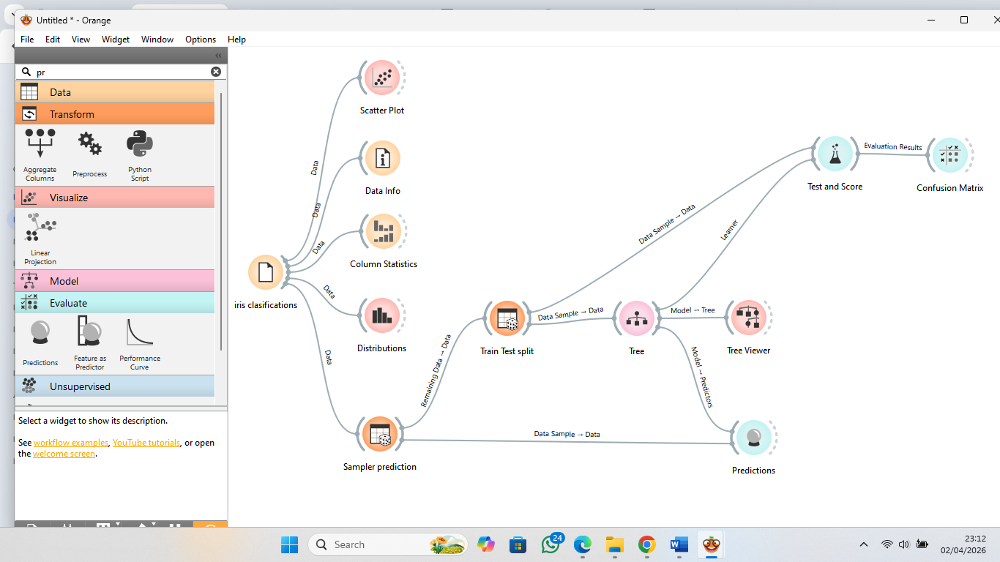 Untitled * - Orange
File Edit View Widget Window Options Help
pr
Data
Transform
Aggregate Columns
Preprocess
Python Script
Visualize
Linear Projection
Model
Evaluate
Predictions
Feature as Predictor
Performance Curve
Unsupervised
Select a widget to show its description.
See workflow examples, YouTube tutorials, or open
the welcome screen.
Scatter Plot
Data
Data Info
Data
Column Statistics
Data
iris clasifications
Data
Distributions
Data
Sampler prediction
Remaining Data → Data
Train Test split
Data Sample → Data
Data Sample → Data
Tree
Learner
Model → Tree
Tree Viewer
Model → Predictors
Data Sample → Data
Predictions
Test and Score
Evaluation Results
Confusion Matrix
Search
24
23:12
02/04/2026